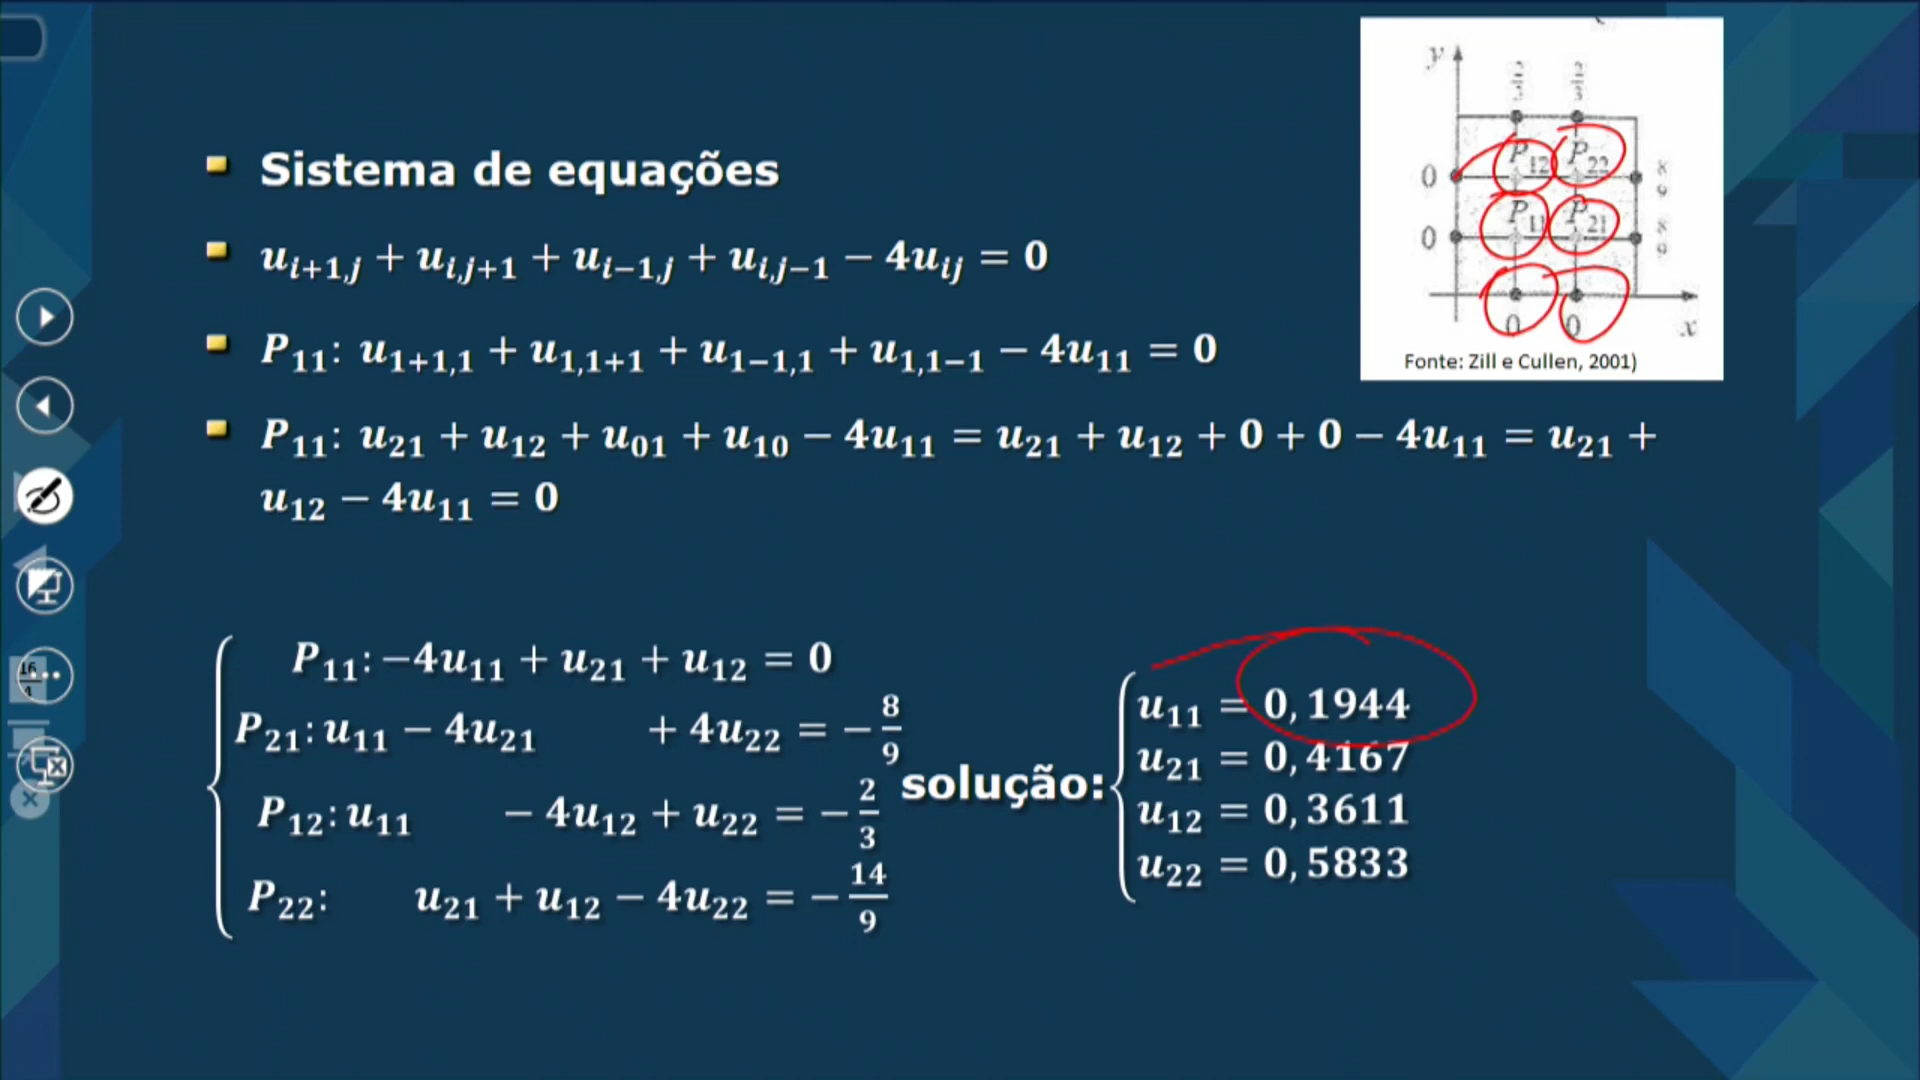 Sistema de equações
u_{i+1,j} + u_{i,j+1} + u_{i−1,j} + u_{i,j−1} − 4u_{ij} = 0
P_{11}: u_{1+1,1} + u_{1,1+1} + u_{1−1,1} + u_{1,1−1} − 4u_{11} = 0
P_{11}: u_{21} + u_{12} + u_{01} + u_{10} − 4u_{11} = u_{21} + u_{12} + 0 + 0 − 4u_{11} = u_{21} +
u_{12} − 4u_{11} = 0
y
P_{12} P_{22}
0
P_{11} P_{21}
0
0 0 x
Fonte: Zill e Cullen, 2001)
P_{11}: −4u_{11} + u_{21} + u_{12} = 0
P_{21}: u_{11} − 4u_{21} + 4u_{22} = −8/9
P_{12}: u_{11} − 4u_{12} + u_{22} = −2/3
P_{22}: u_{21} + u_{12} − 4u_{22} = −14/9
solução:
u_{11} = 0,1944
u_{21} = 0,4167
u_{12} = 0,3611
u_{22} = 0,5833